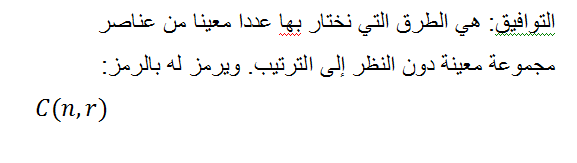 التوافيق: هي الطرق التي نختار بها عددا معينا من عناصر
مجموعة معينة دون النظر إلى الترتيب. ويرمز له بالرمز:
C(n,r)